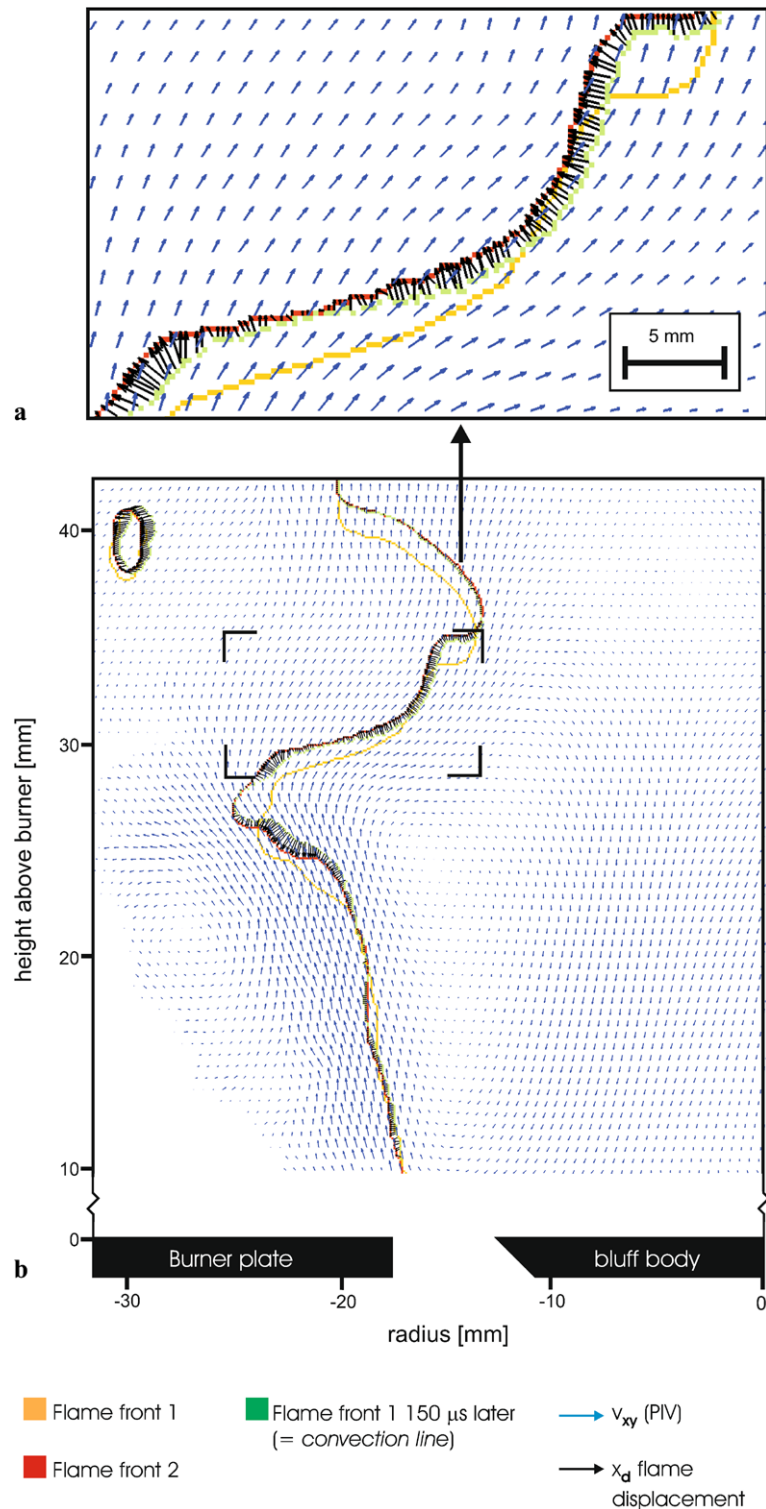 5 mm
a
40
30
20
10
0
height above burner [mm]
Burner plate
bluff body
b
-30
-20
-10
0
radius [mm]
Flame front 1
Flame front 2
Flame front 1 150 µs later
(= convection line)
vxy (PIV)
xd flame
displacement